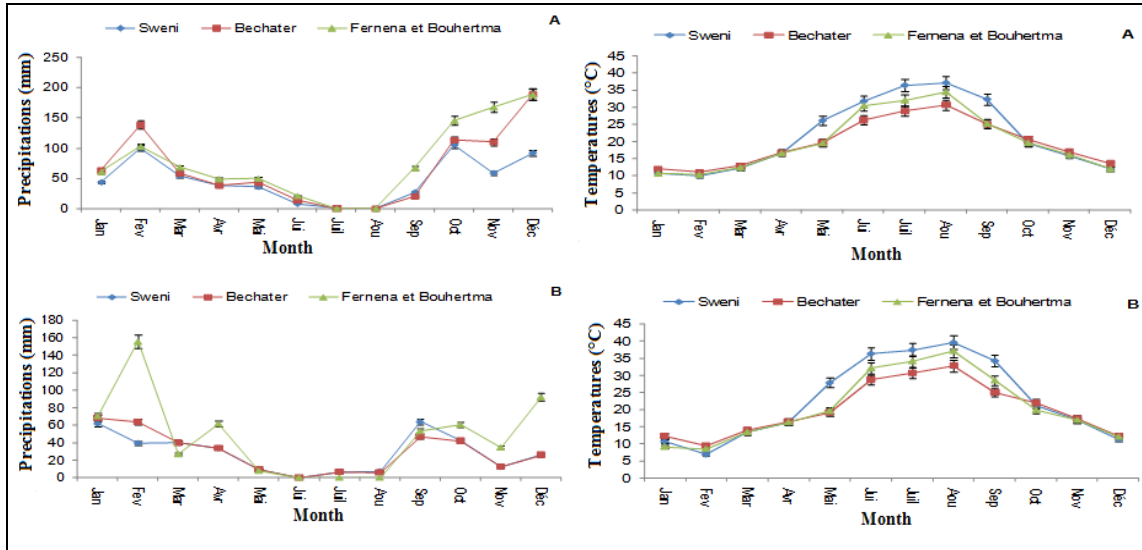 Sweni Bechater Fernena et Bouhertma A
Precipitations (mm)
250
200
150
100
50
0
Jan Fev Mar Avr Mai Jui Juil Aou Sep Oct Nov Déc
Month
Sweni Bechater Fernena et Bouhertma A
Temperatures (°C)
45
40
35
30
25
20
15
10
5
0
Jan Fev Mar Avr Mai Jui Juil Aou Sep Oct Nov Déc
Month
Sweni Bechater Fernena et Bouhertma B
Precipitations (mm)
180
160
140
120
100
80
60
40
20
0
Jan Fev Mar Avr Mai Jui Juil Aou Sep Oct Nov Déc
Month
Sweni Bechater Fernena et Bouhertma B
Temperatures (°C)
45
40
35
30
25
20
15
10
5
0
Jan Fev Mar Avr Mai Jui Juil Aou Sep Oct Nov Déc
Month